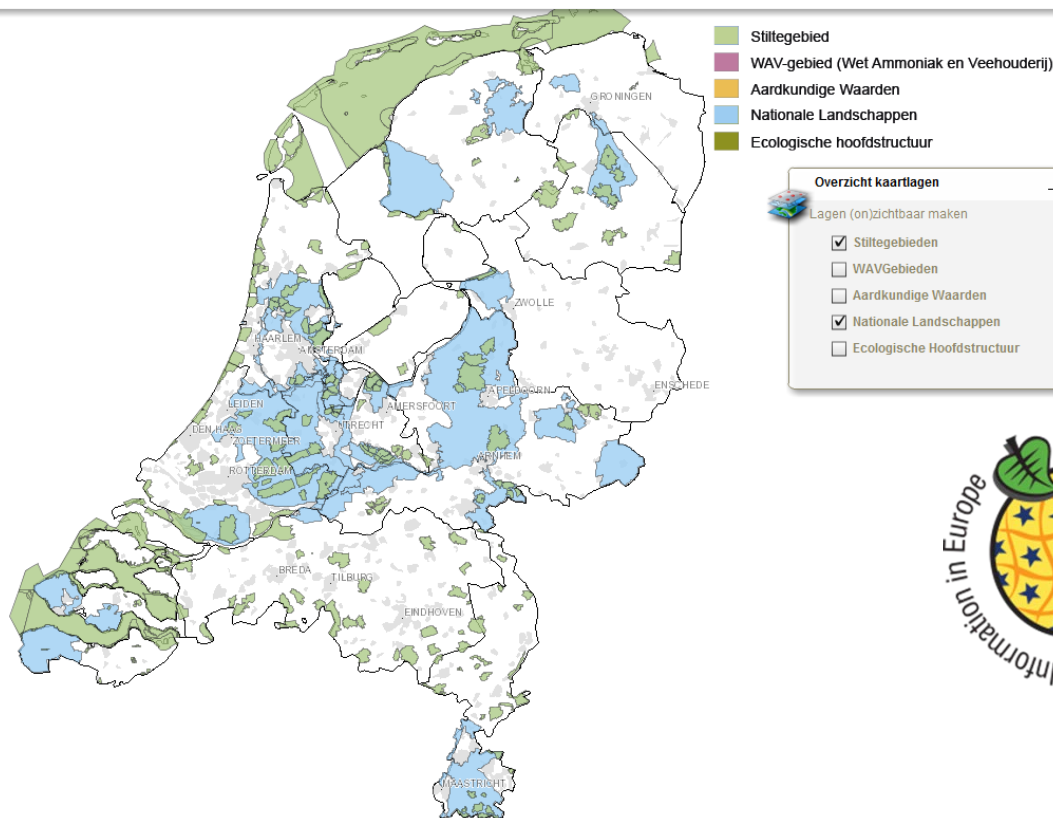 Stiltegebied
WAV-gebied (Wet Ammoniak en Veehouderij)
Aardkundige Waarden
Nationale Landschappen
Ecologische hoofdstructuur
Overzicht kaartlagen
Lagen (on)zichtbaar maken
Stiltegebieden
WAVGebieden
Aardkundige Waarden
Nationale Landschappen
Ecologische Hoofdstructuur
GRONINGEN
ZWOLLE
HAARLEM
AMSTERDAM
APELDOORN
ENSCHEDE
LEIDEN
AMERSFOORT
UTRECHT
DEN HAAG
ZOETERMEER
ARNHEM
ROTTERDAM
BREDA
TILBURG
EINDHOVEN
MAASTRICHT
in Europe